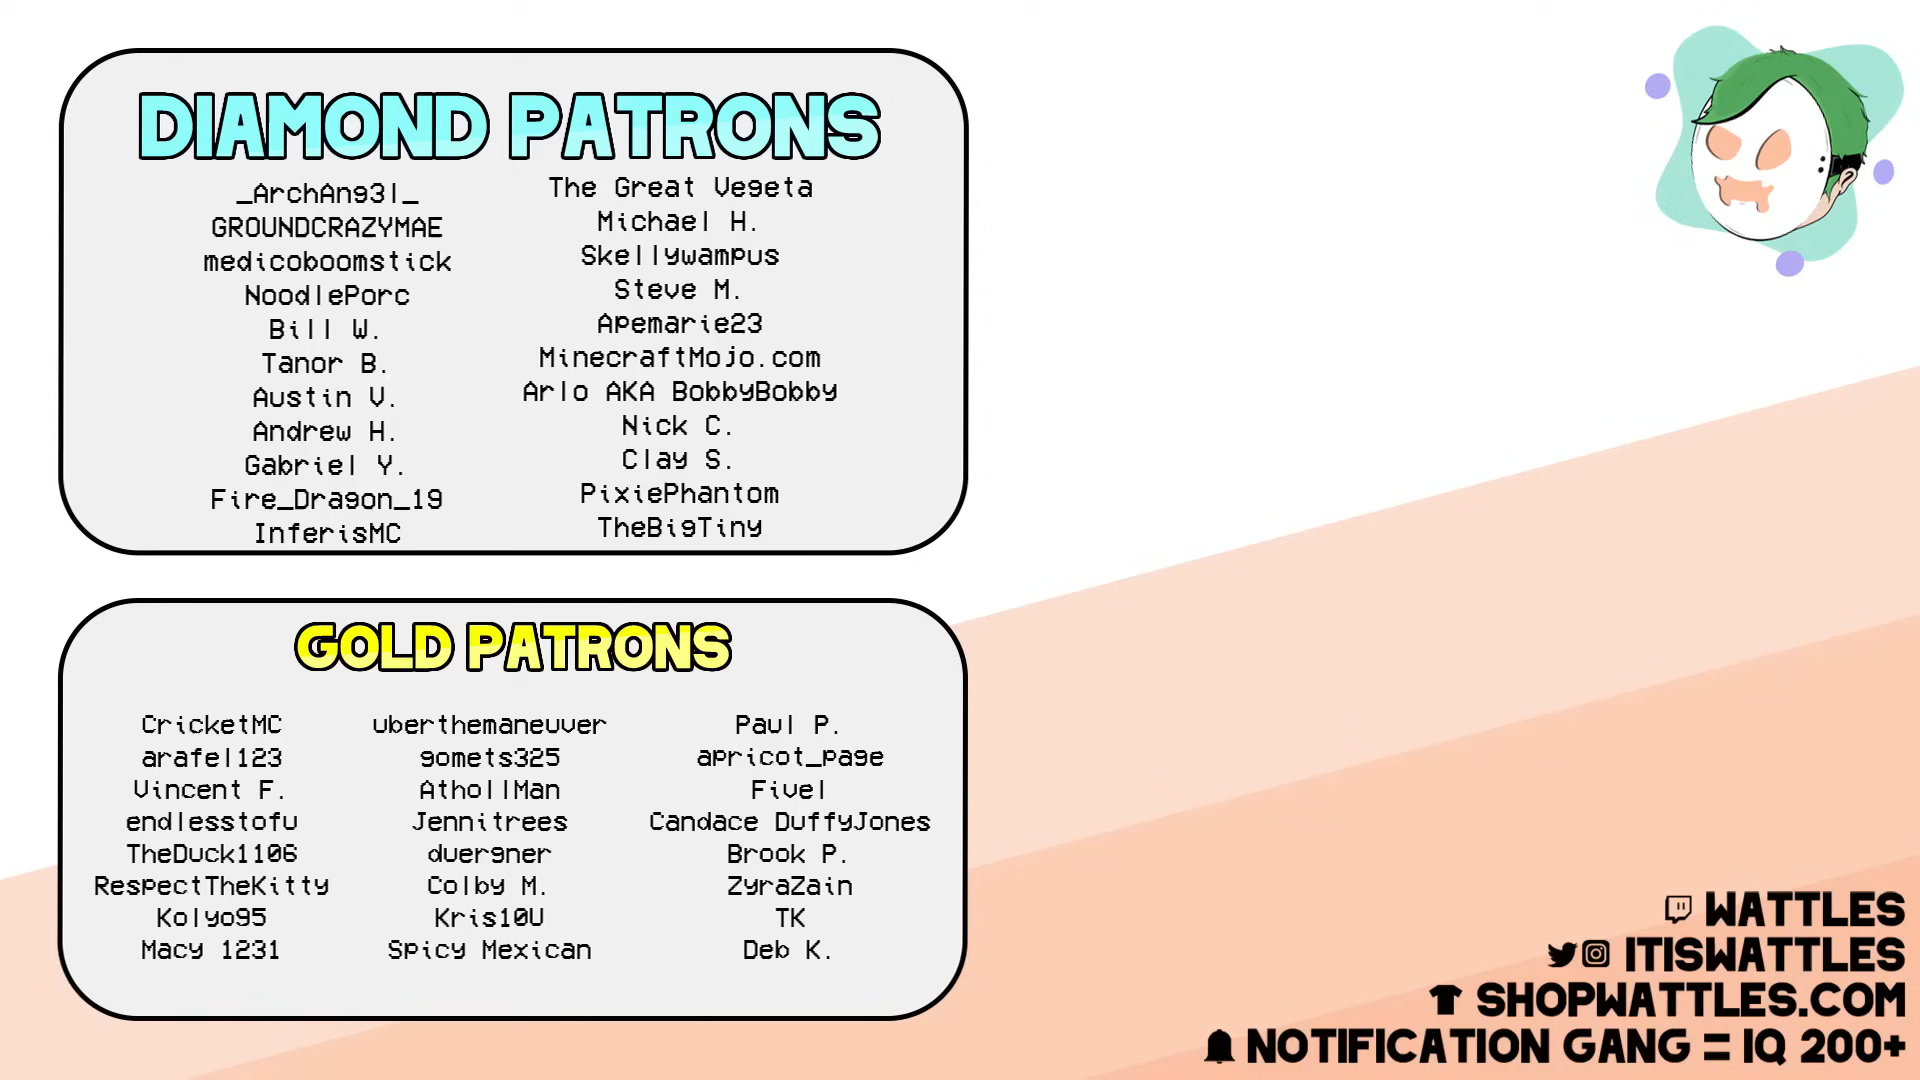 DIAMOND PATRONS
_ArchAng3l_
GROUNDCRAZYMAE
medicoboomstick
NoodlePorc
Bill W.
Tanor B.
Austin V.
Andrew H.
Gabriel Y.
Fire_Dragon_19
InferisMC
The Great Vegeta
Michael H.
Skellywampus
Steve M.
Apemarie23
MinecraftMojo.com
Arlo AKA BobbyBobby
Nick C.
Clay S.
PixiePhantom
TheBigTiny
GOLD PATRONS
CricketMC
arafel123
Vincent F.
endlesstofu
TheDuck1106
RespectTheKitty
Kolyo95
Macy 1231
uberthemaneuver
gomets325
AthollMan
Jennitrees
duergner
Colby M.
Kris10U
Spicy Mexican
Paul P.
apricot_page
Fivel
Candace DuffyJones
Brook P.
ZyraZain
TK
Deb K.
WATTLES
ITISWATTLES
SHOPWATTLES.COM
NOTIFICATION GANG = IQ 200+